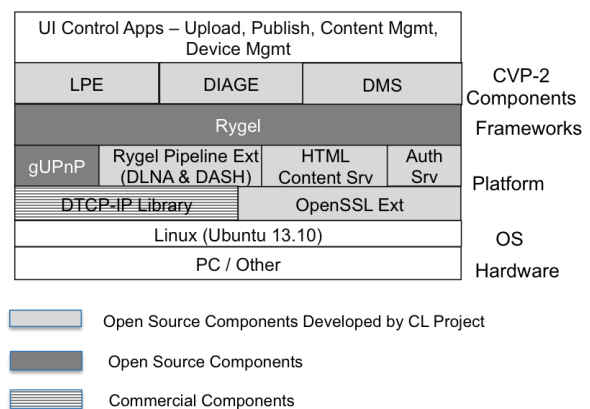 UI Control Apps – Upload, Publish, Content Mgmt,
Device Mgmt
LPE
DIAGE
DMS
CVP-2
Components
Rygel
Frameworks
gUPnP
Rygel Pipeline Ext
(DLNA & DASH)
HTML
Content Srv
Auth
Srv
Platform
DTCP-IP Library
OpenSSL Ext
Linux (Ubuntu 13.10)
OS
PC / Other
Hardware
Open Source Components Developed by CL Project
Open Source Components
Commercial Components